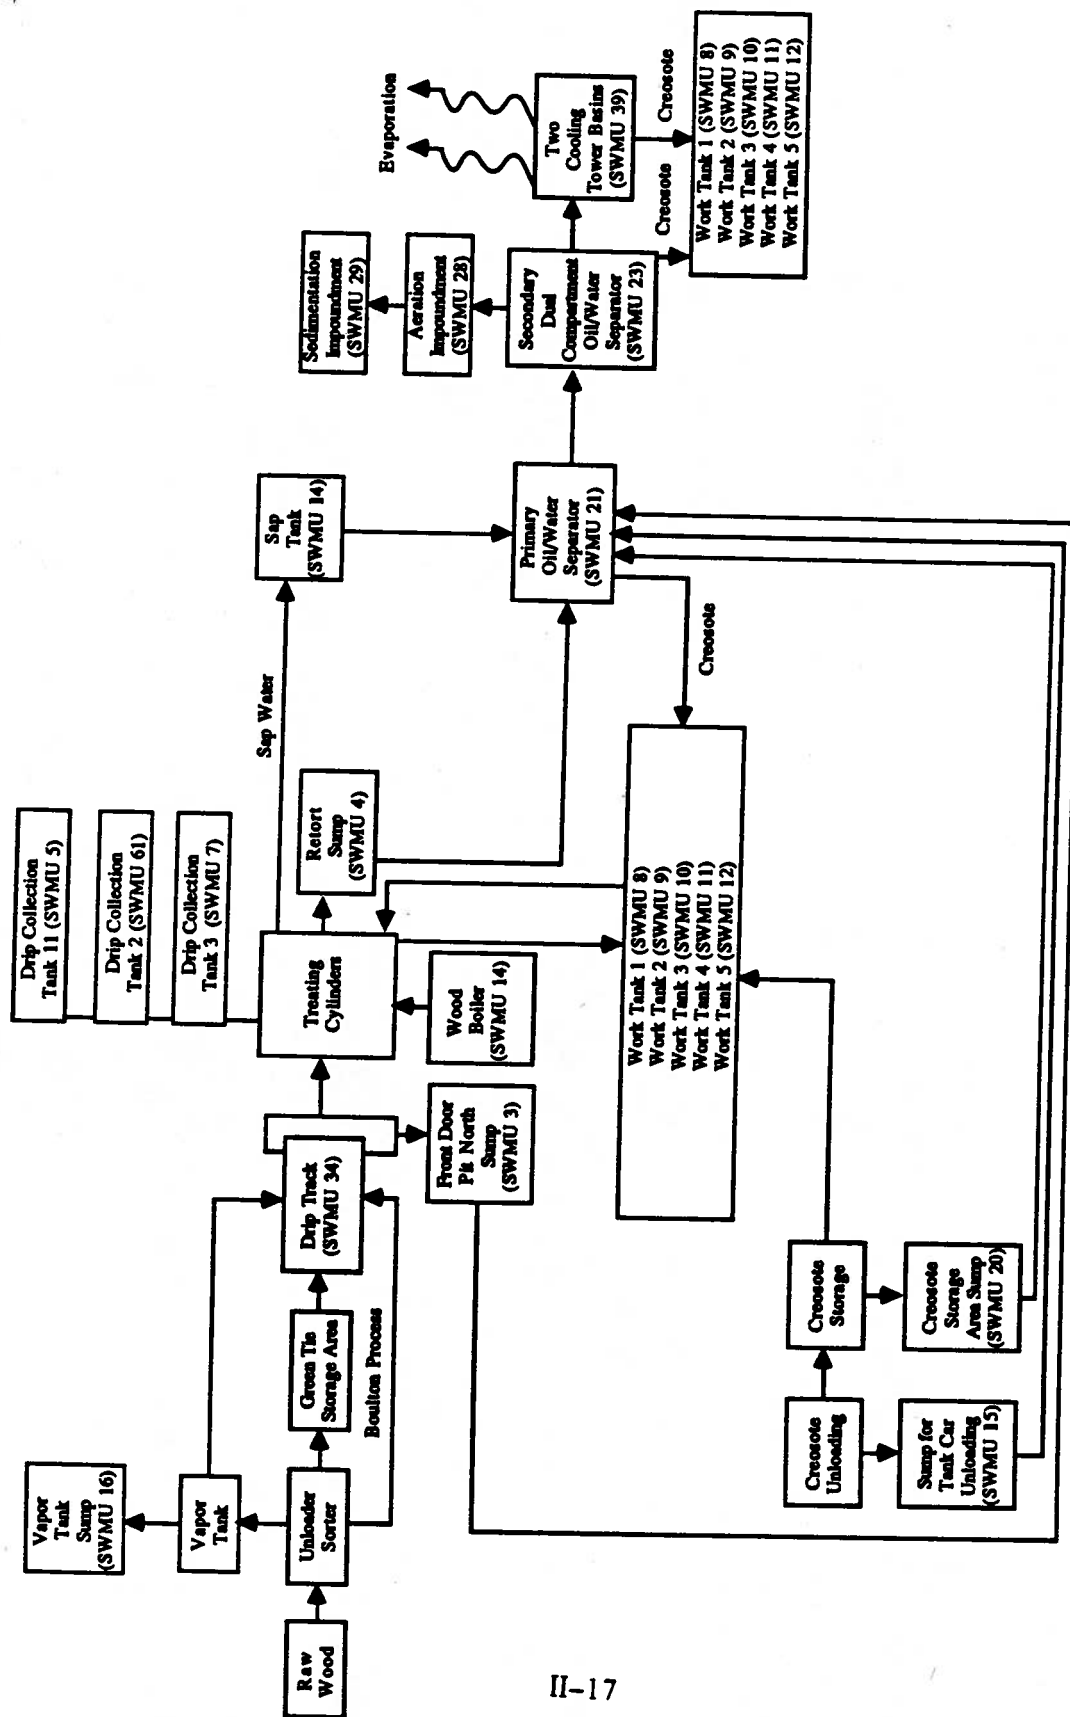 Raw
Wood
Unloader
Sorter
Vapor
Tank
Vapor
Tank
Sump
(SWMU 16)
Green Tie
Storage Area
Boulton Process
Drip Track
(SWMU 34)
Front Door
Pit North
Sump
(SWMU 3)
Treating
Cylinders
Wood
Boiler
(SWMU 14)
Drip Collection
Tank 11 (SWMU 5)
Drip Collection
Tank 2 (SWMU 61)
Drip Collection
Tank 3 (SWMU 7)
Retort
Sump
(SWMU 4)
Sap Water
Sap
Tank
(SWMU 14)
Primary
Oil/Water
Separator
(SWMU 21)
Creosote
Work Tank 1 (SWMU 8)
Work Tank 2 (SWMU 9)
Work Tank 3 (SWMU 10)
Work Tank 4 (SWMU 11)
Work Tank 5 (SWMU 12)
Creosote
Unloading
Creosote
Storage
Sump for
Tank Car
Unloading
(SWMU 15)
Creosote
Storage
Area Sump
(SWMU 20)
Secondary
Dual
Compartment
Oil/Water
Separator
(SWMU 23)
Aeration
Impoundment
(SWMU 28)
Sedimentation
Impoundment
(SWMU 29)
Two
Cooling
Tower Basins
(SWMU 39)
Evaporation
Creosote
Creosote
Work Tank 1 (SWMU 8)
Work Tank 2 (SWMU 9)
Work Tank 3 (SWMU 10)
Work Tank 4 (SWMU 11)
Work Tank 5 (SWMU 12)
II-17